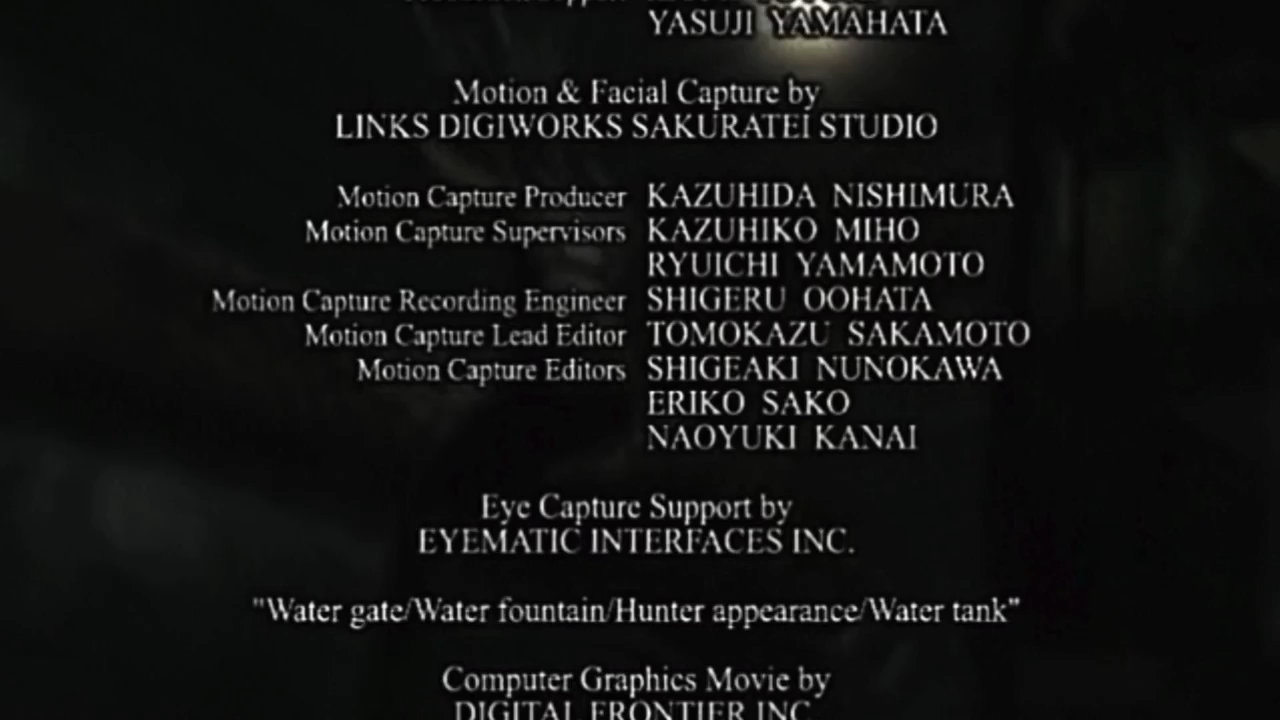 YASUJI YAMAHATA
Motion & Facial Capture by
LINKS DIGIWORKS SAKURATEI STUDIO
Motion Capture Producer KAZUHIDA NISHIMURA
Motion Capture Supervisors KAZUHIKO MIHO
RYUICHI YAMAMOTO
Motion Capture Recording Engineer SHIGERU OOHATA
Motion Capture Lead Editor TOMOKAZU SAKAMOTO
Motion Capture Editors SHIGEAKI NUNOKAWA
ERIKO SAKO
NAOYUKI KANAI
Eye Capture Support by
EYEMATIC INTERFACES INC.
"Water gate/Water fountain/Hunter appearance/Water tank"
Computer Graphics Movie by
DIGITAL FRONTIER INC